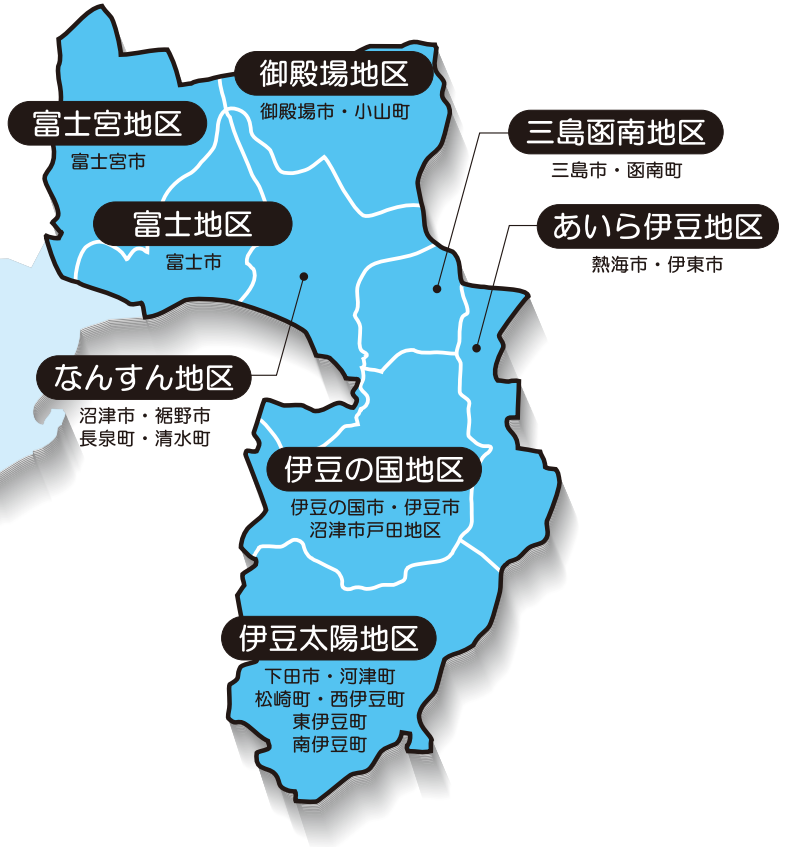 御殿場地区
御殿場市・小山町
富士宮地区
富士宮市
三島函南地区
三島市・函南町
富士地区
富士市
あいら伊豆地区
熱海市・伊東市
なんすん地区
沼津市・裾野市
長泉町・清水町
伊豆の国地区
伊豆の国市・伊豆市
沼津市戸田地区
伊豆太陽地区
下田市・河津町
松崎町・西伊豆町
東伊豆町
南伊豆町